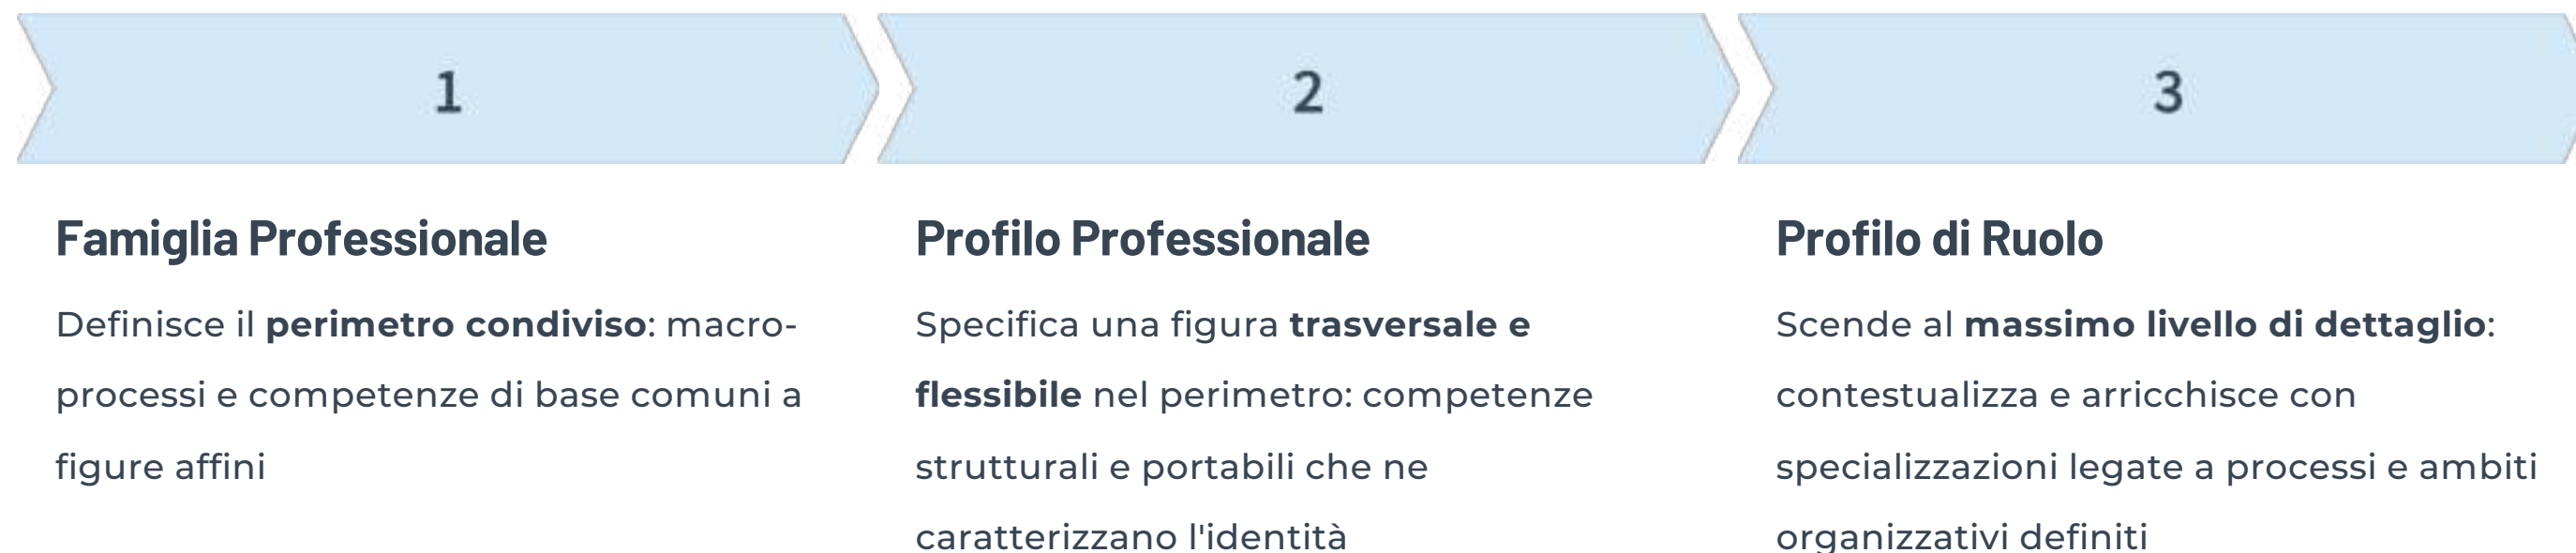 1
2
3
Famiglia Professionale
Definisce il perimetro condiviso: macro-
processi e competenze di base comuni a
figure affini
Profilo Professionale
Specifica una figura trasversale e
flessibile nel perimetro: competenze
strutturali e portabili che ne
caratterizzano l'identità
Profilo di Ruolo
Scende al massimo livello di dettaglio:
contestualizza e arricchisce con
specializzazioni legate a processi e ambiti
organizzativi definiti